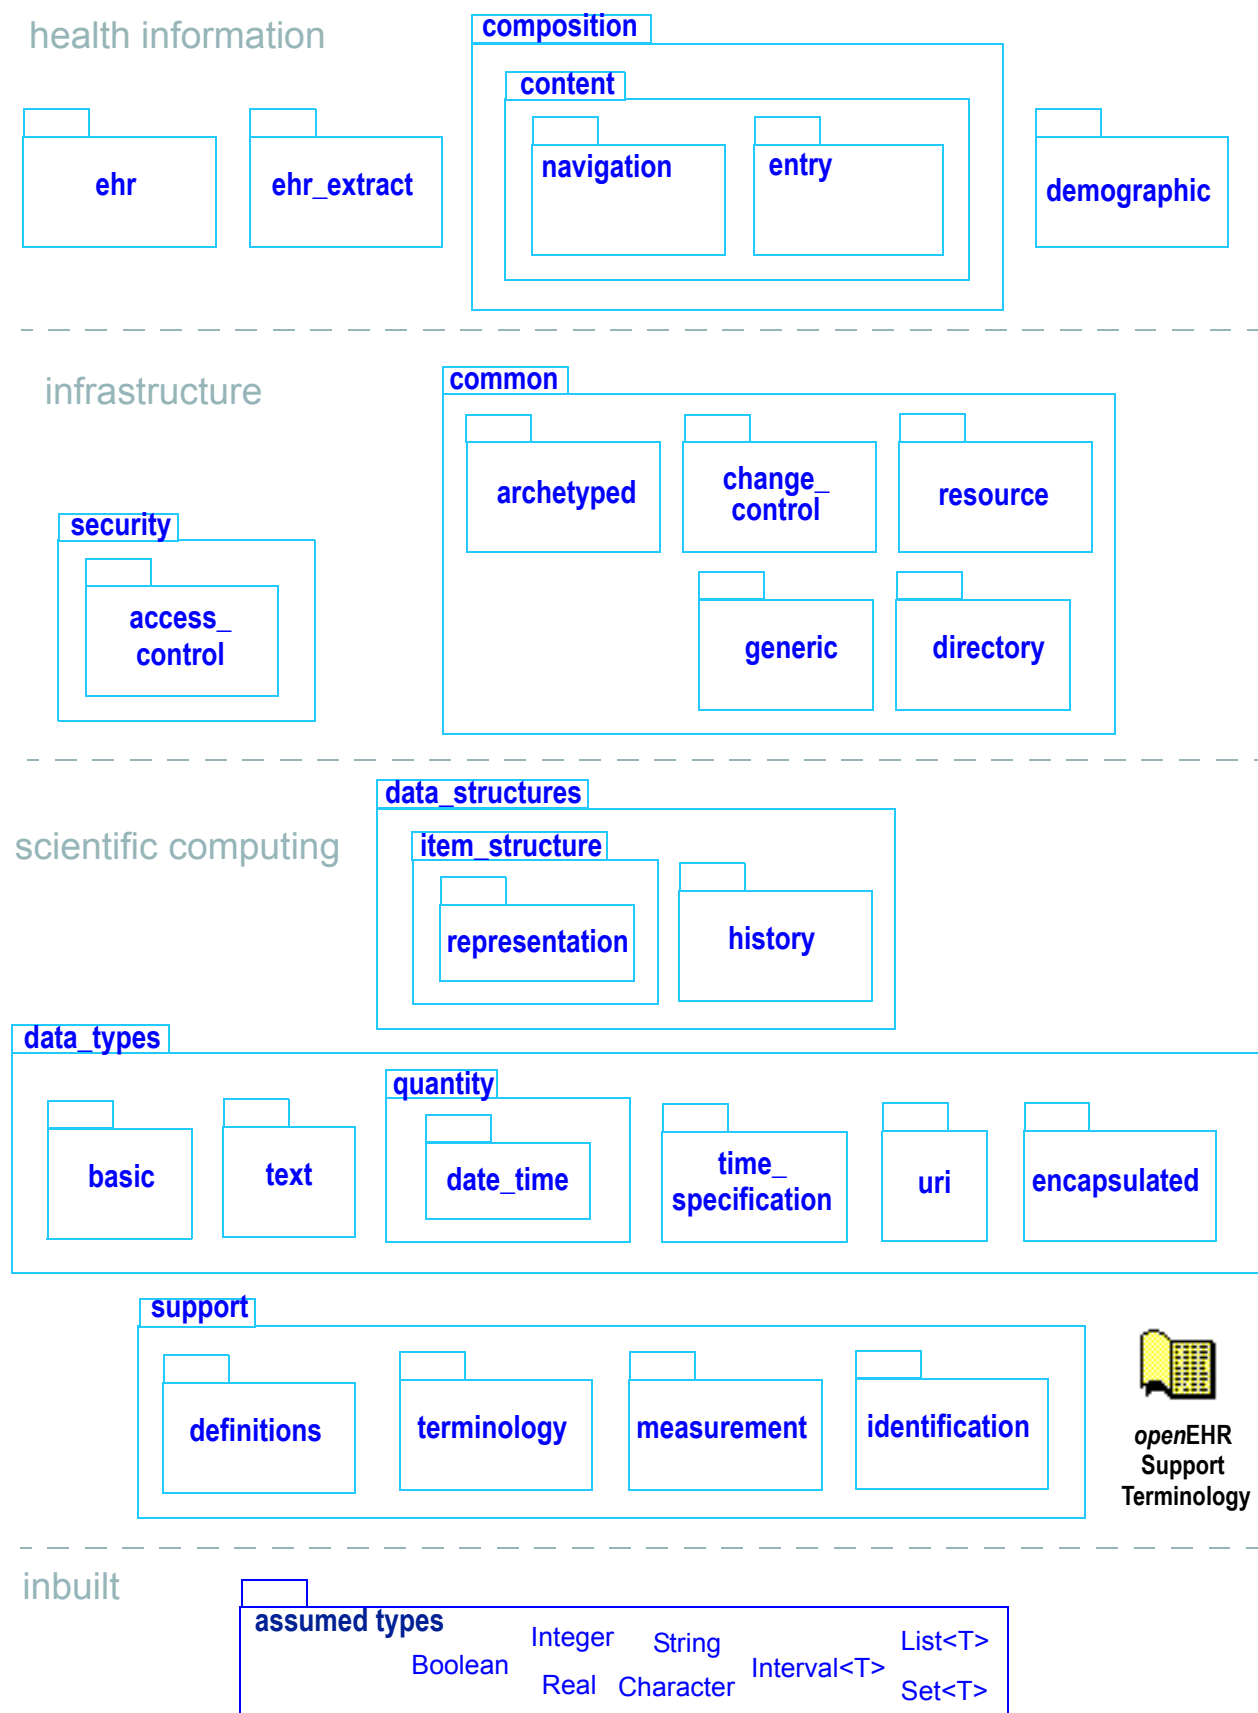 health information
composition
content
navigation
entry
ehr
ehr_extract
demographic
infrastructure
common
archetyped
change_
control
resource
security
access_
control
generic
directory
data_structures
scientific computing
item_structure
representation
history
data_types
quantity
basic
text
date_time
time_
specification
uri
encapsulated
support
definitions
terminology
measurement
identification
openEHR
Support
Terminology
inbuilt
assumed types
Boolean
Integer
Real
String
Character
Interval<T>
List<T>
Set<T>